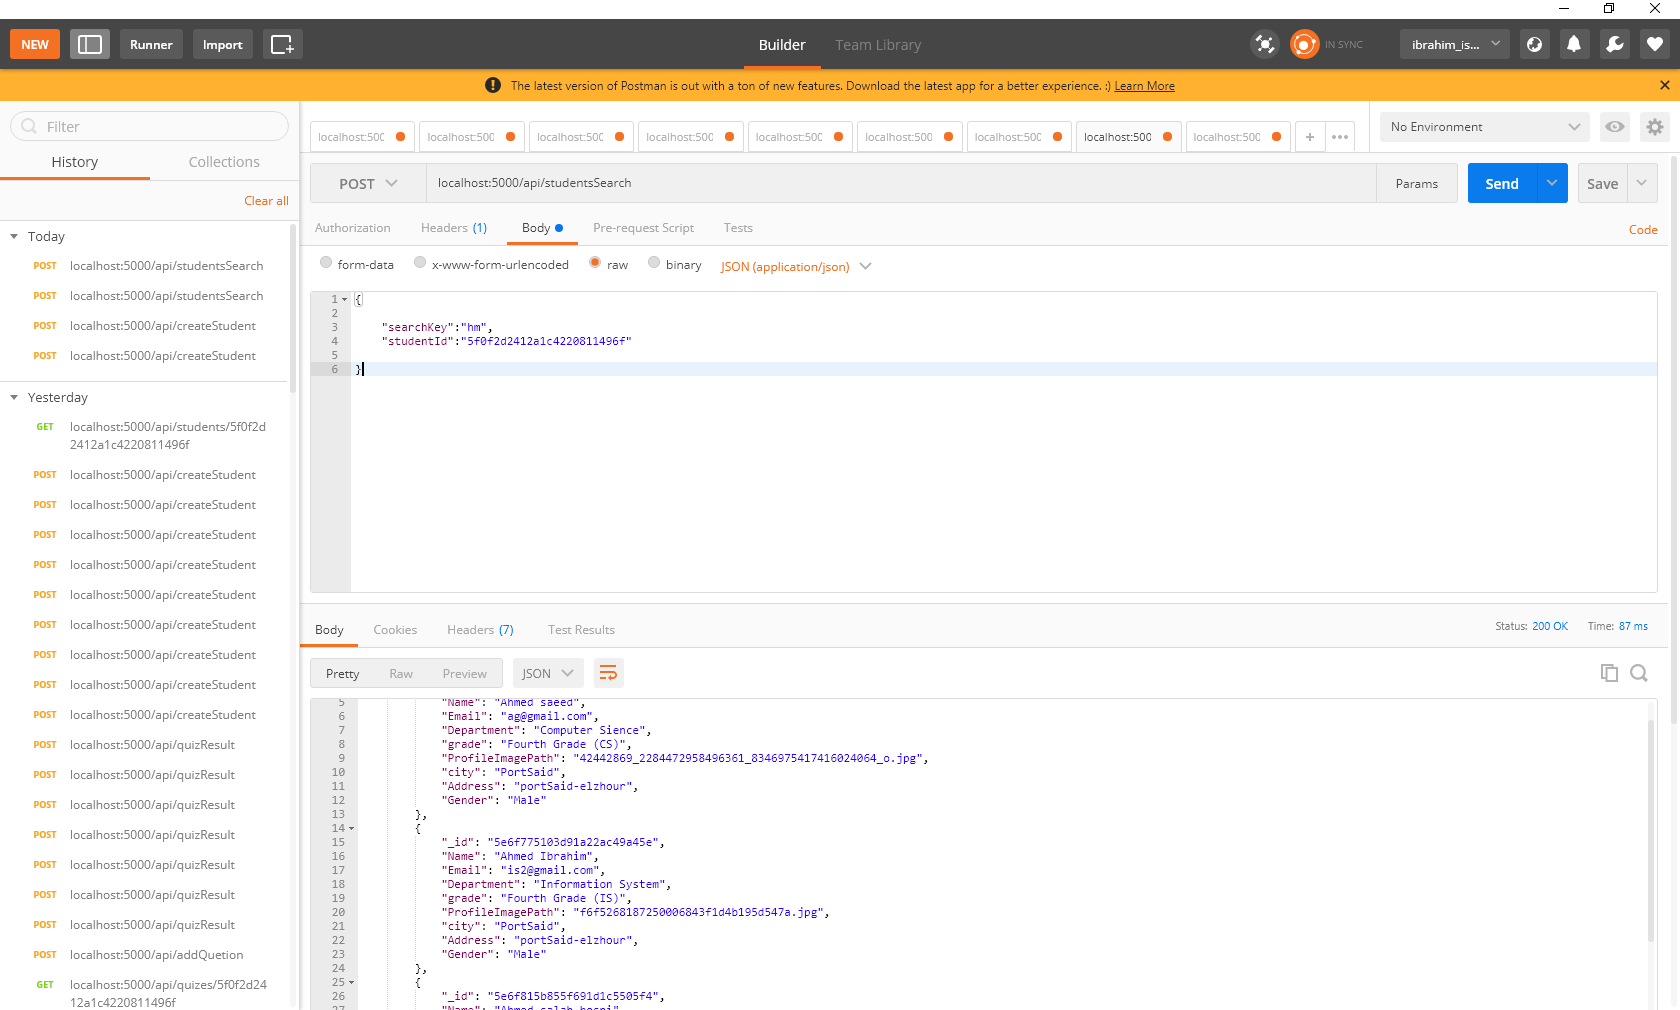 NEW
Runner
Import
Builder
Team Library
IN SYNC
ibrahim_is...
The latest version of Postman is out with a ton of new features. Download the latest app for a better experience. :) Learn More
Filter
History
Collections
Clear all
Today
POST localhost:5000/api/studentsSearch
POST localhost:5000/api/studentsSearch
POST localhost:5000/api/createStudent
POST localhost:5000/api/createStudent
Yesterday
GET localhost:5000/api/students/5f0f2d
2412a1c4220811496f
POST localhost:5000/api/createStudent
POST localhost:5000/api/createStudent
POST localhost:5000/api/createStudent
POST localhost:5000/api/createStudent
POST localhost:5000/api/createStudent
POST localhost:5000/api/createStudent
POST localhost:5000/api/createStudent
POST localhost:5000/api/createStudent
POST localhost:5000/api/createStudent
POST localhost:5000/api/quizResult
POST localhost:5000/api/quizResult
POST localhost:5000/api/quizResult
POST localhost:5000/api/quizResult
POST localhost:5000/api/quizResult
POST localhost:5000/api/quizResult
POST localhost:5000/api/quizResult
POST localhost:5000/api/addQuetion
GET localhost:5000/api/quizes/5f0f2d24
12a1c4220811496f
localhost:500 localhost:500 localhost:500 localhost:500 localhost:500 localhost:500 localhost:500 localhost:500 localhost:500 + •••
No Environment
POST localhost:5000/api/studentsSearch Params Send Save
Authorization Headers (1) Body Pre-request Script Tests Code
form-data x-www-form-urlencoded raw binary JSON (application/json)
1 {
2
3 "searchKey":"hm",
4 "studentId":"5f0f2d2412a1c4220811496f"
5
6 }
Body Cookies Headers (7) Test Results Status: 200 OK Time: 87 ms
Pretty Raw Preview JSON
5 "Name": "Ahmed saeed",
6 "Email": "ag@gmail.com",
7 "Department": "Computer Sience",
8 "grade": "Fourth Grade (CS)",
9 "ProfileImagePath": "42442869_2284472958496361_8346975417416024064_o.jpg",
10 "city": "PortSaid",
11 "Address": "portSaid-elzhour",
12 "Gender": "Male"
13 },
14 {
15 "_id": "5e6f775103d91a22ac49a45e",
16 "Name": "Ahmed Ibrahim",
17 "Email": "is2@gmail.com",
18 "Department": "Information System",
19 "grade": "Fourth Grade (IS)",
20 "ProfileImagePath": "f6f5268187250006843f1d4b195d547a.jpg",
21 "city": "PortSaid",
22 "Address": "portSaid-elzhour",
23 "Gender": "Male"
24 },
25 {
26 "_id": "5e6f815b855f691d1c5505f4",
27 "Name": "Ahmed salah